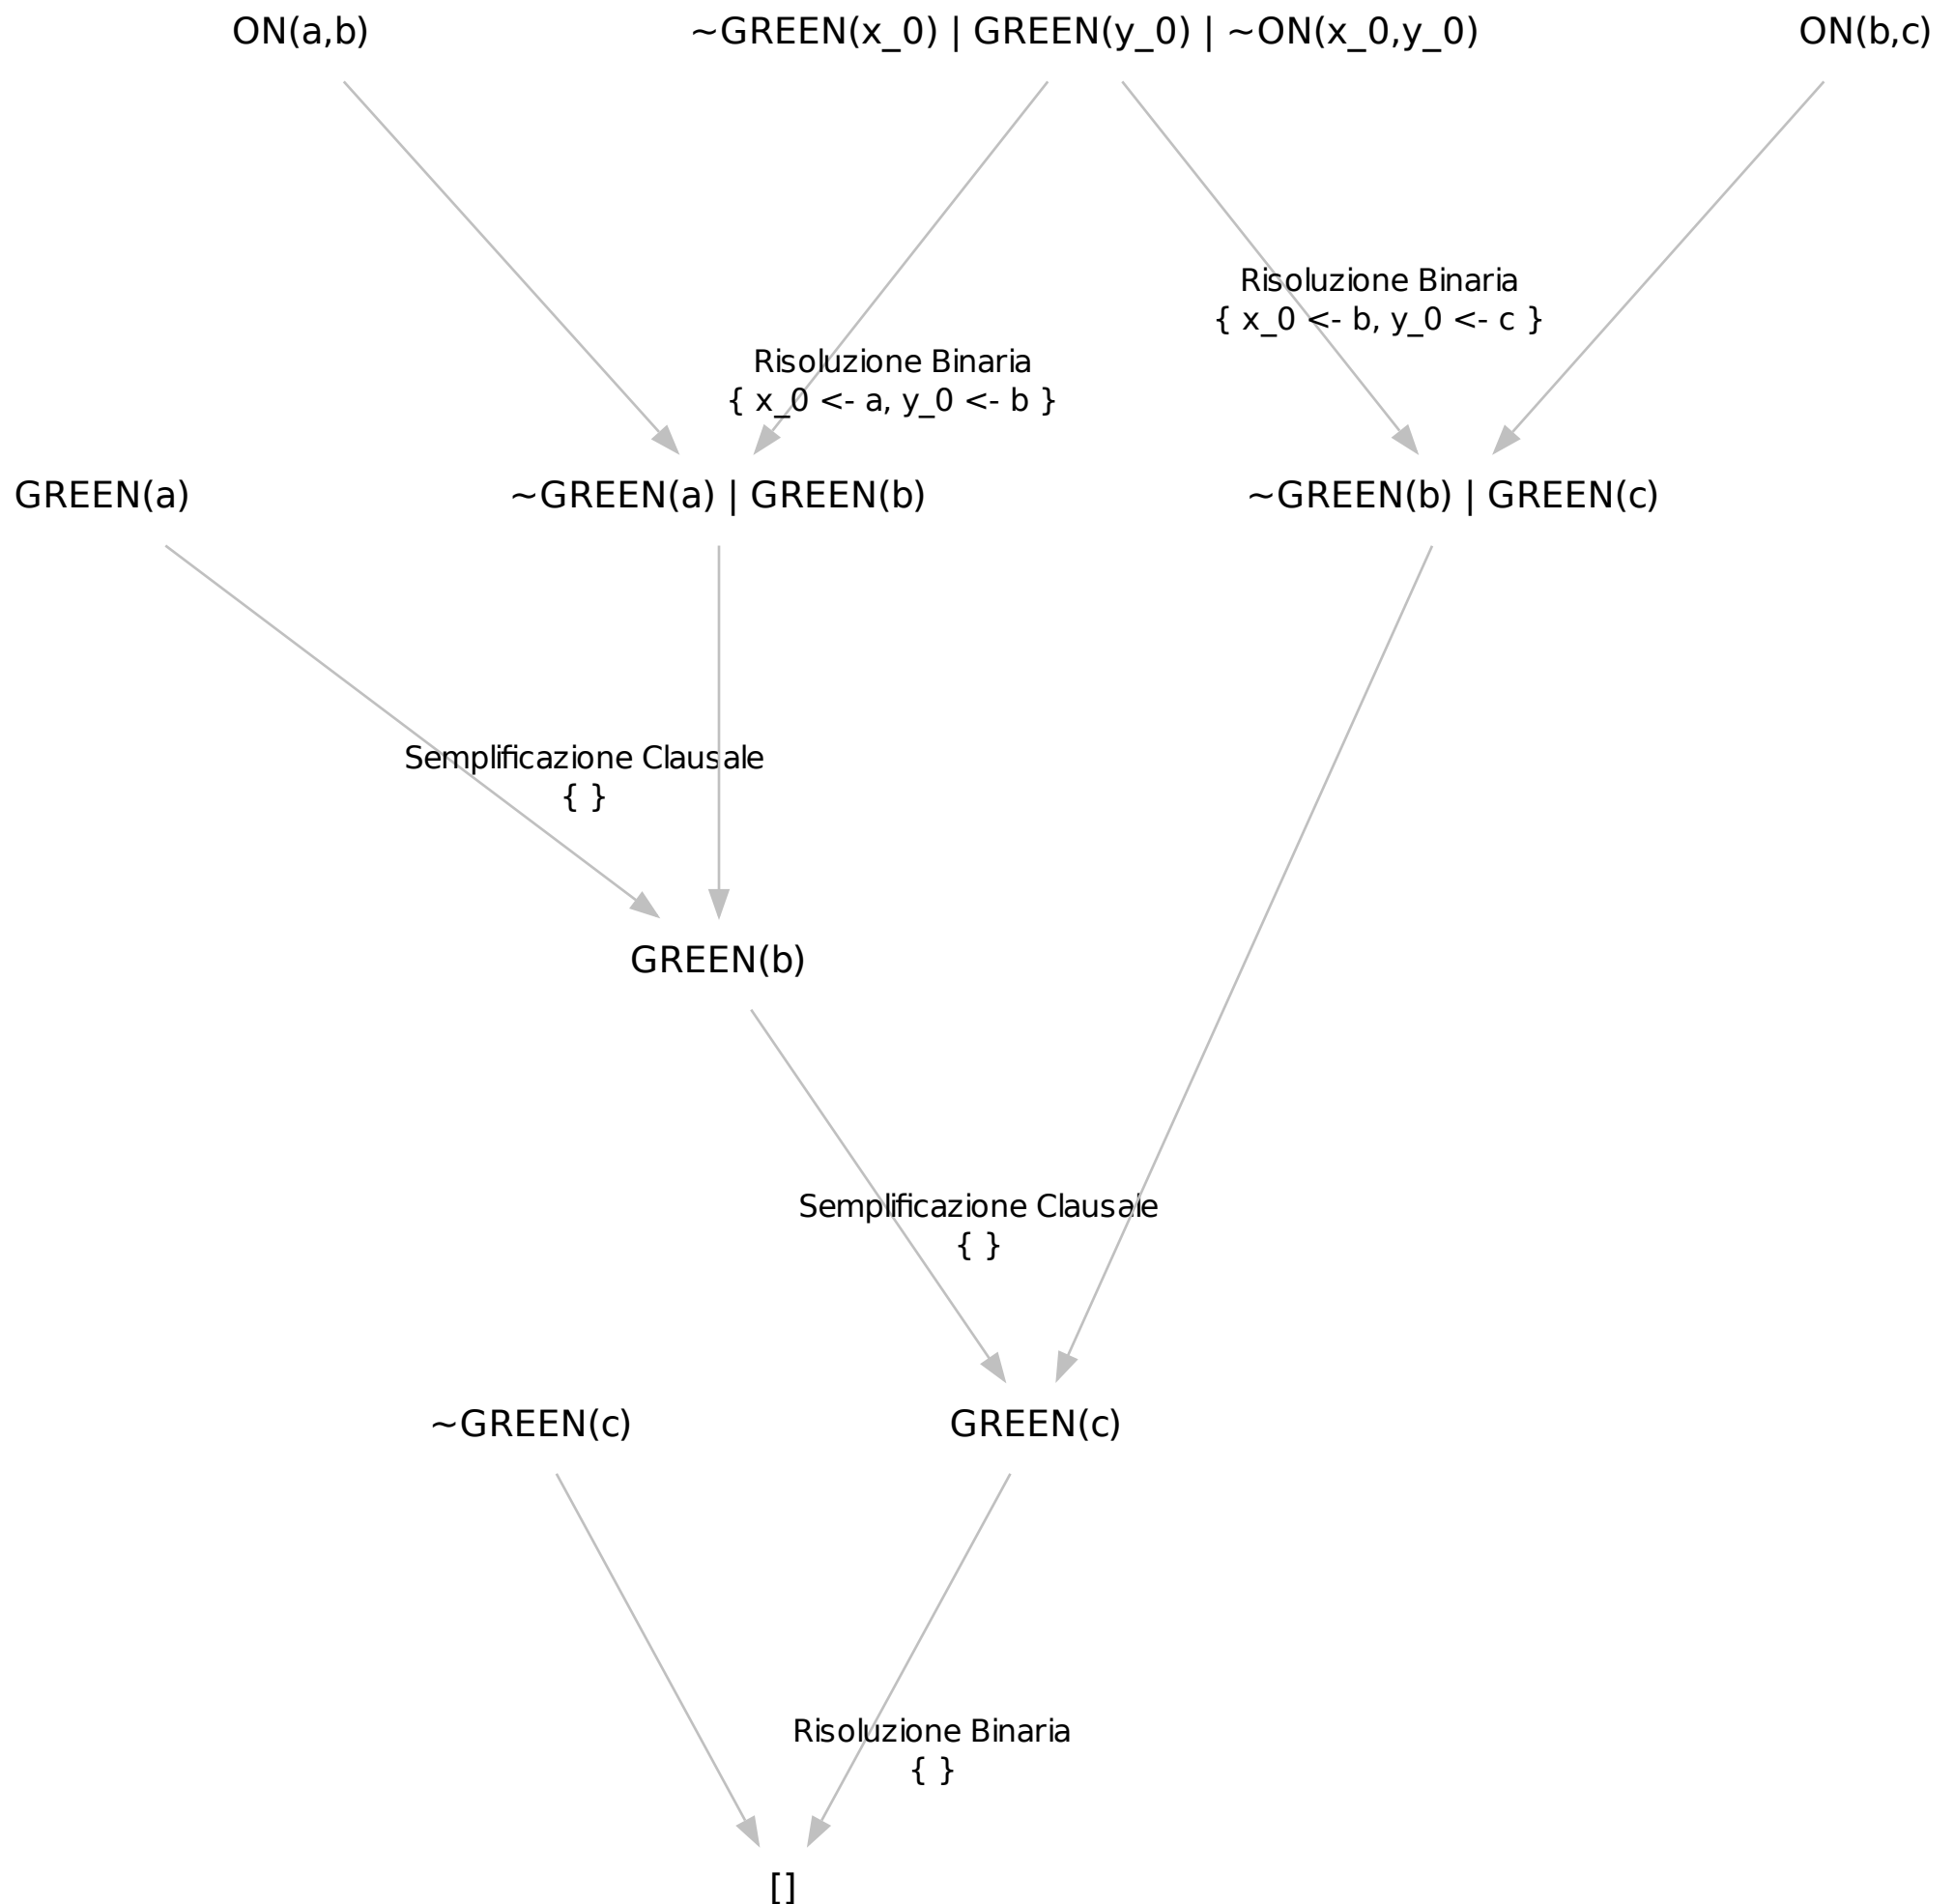 ON(a,b)
~GREEN(x_0) | GREEN(y_0) | ~ON(x_0,y_0)
ON(b,c)
Risoluzione Binaria
{ x_0 <- b, y_0 <- c }
Risoluzione Binaria
{ x_0 <- a, y_0 <- b }
GREEN(a)
~GREEN(a) | GREEN(b)
~GREEN(b) | GREEN(c)
Semplificazione Clausale
{ }
GREEN(b)
Semplificazione Clausale
{ }
~GREEN(c)
GREEN(c)
Risoluzione Binaria
{ }
[]